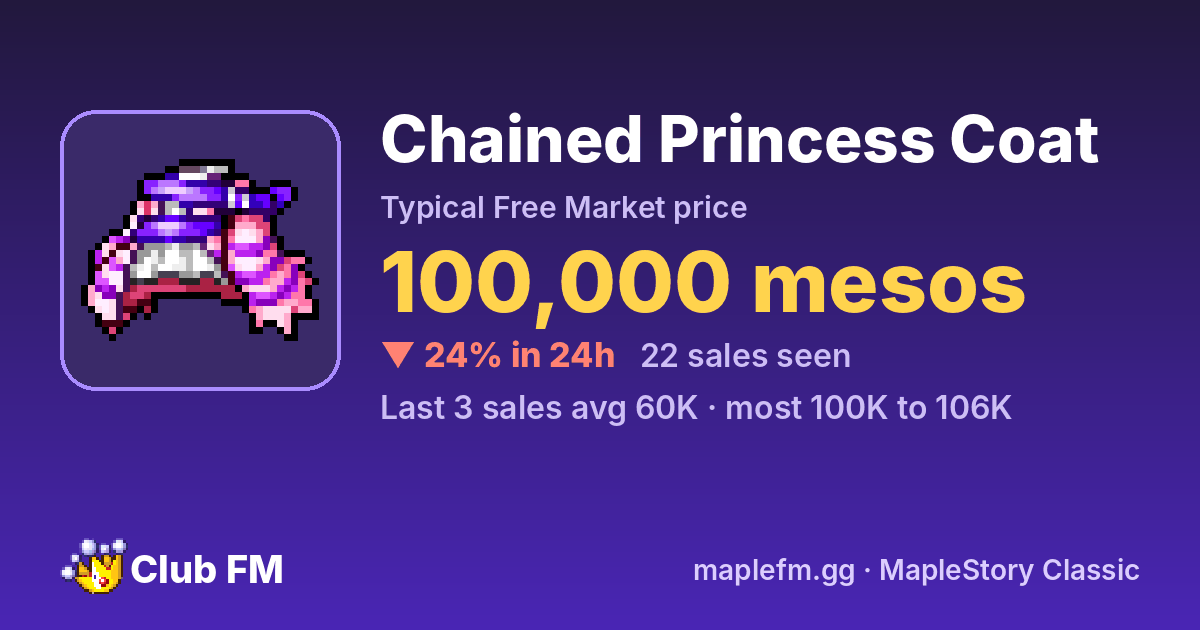 Chained Princess Coat
Typical Free Market price
100,000 mesos
▼ 24% in 24h 22 sales seen
Last 3 sales avg 60K · most 100K to 106K
Club FM
maplefm.gg · MapleStory Classic